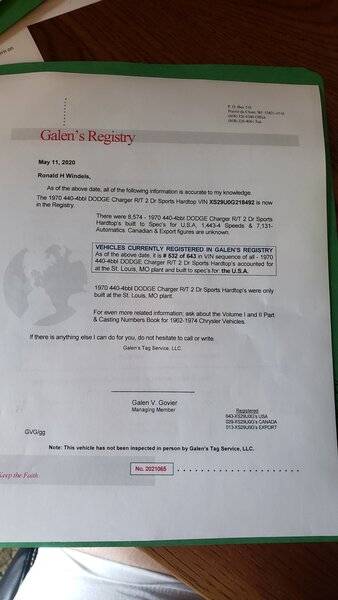 P. O. Box
Galen's Registry
May 11, 2020
Ronald H Windels,
As of the above date, all of the following information is accurate to my knowledge.
The 1970 440-4bbl DODGE Charger R/T 2 Dr Sports Hardtop VIN XS29U0G218492 is now
in the Registry.
There were 8,574 - 1970 440-4bbl DODGE Charger R/T 2 Dr Sports
Hardtop's built to Spec's for U.S.A, 1,443-4 Speeds & 7,131-
Automatics. Canadian & Export figures are unknown.
VEHICLES CURRENTLY REGISTERED IN GALEN'S REGISTRY
As of the above date, it is # 532 of 643 in VIN sequence of all - 1970
440-4bbl DODGE Charger R/T 2 Dr Sports Hardtop's accounted for
at the St. Louis, MO plant and built to spec's for the U.S.A.
1970 440-4bbl DODGE Charger R/T 2 Dr Sports Hardtop's were only
built at the St. Louis, MO plant.
For even more related information; ask about the Volume I and II Part
& Casting Numbers Book for 1962-1974 Chrysler Vehicles.
If there is anything else I can do for you, do not hesitate to call or write.
Galen's Tag Service, LLC.
Galen V. Govier
Managing Member
Registered
643-XS29U0G's USA
029-XS29U0G's CANADA
013-XS29U0G's EXPORT
GVG/gg
Note: This vehicle has not been inspected in person by Galen's Tag Service, LLC.
Keep the Faith
No. 2021065